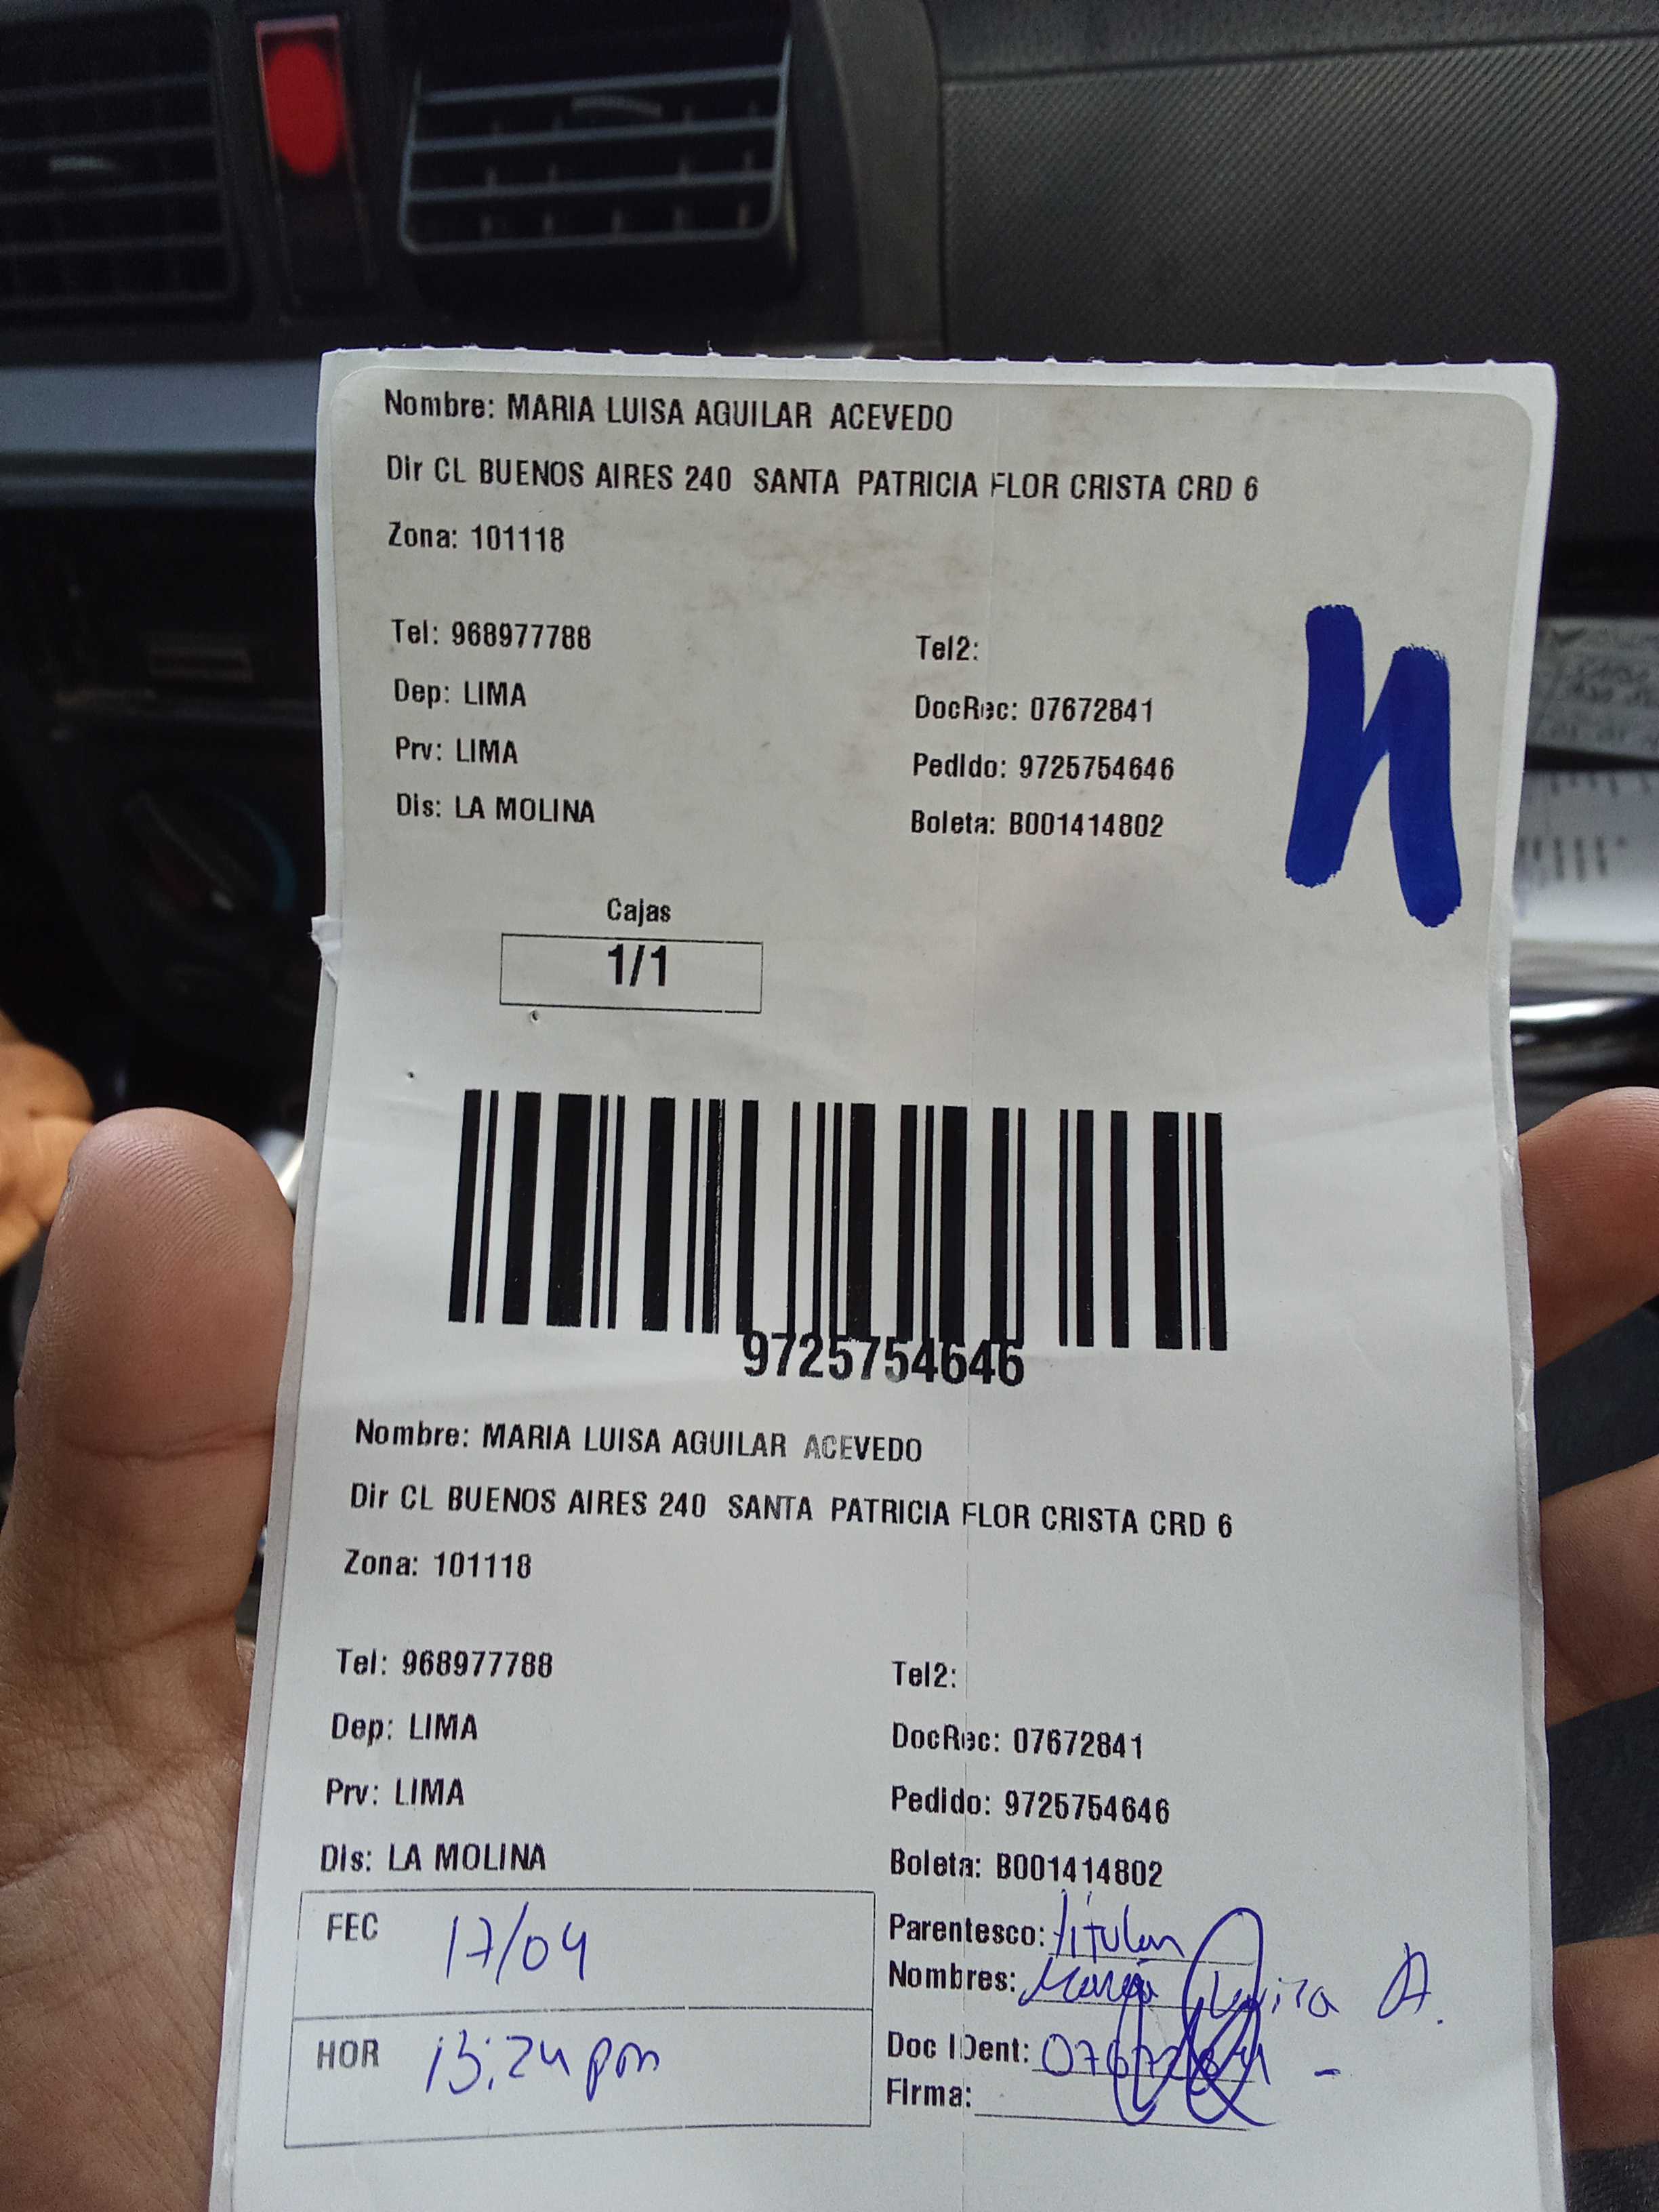 Nombre: MARIA LUISA AGUILAR ACEVEDO
Dir CL BUENOS AIRES 240 SANTA PATRICIA FLOR CRISTA CRD 6
Zona: 101118
Tel: 968977788 Tel2:
Dep: LIMA DocRec: 07672841
Prv: LIMA Pedido: 9725754646
Dis: LA MOLINA Boleta: B001414802
n
Cajas
1/1
9725754646
Nombre: MARIA LUISA AGUILAR ACEVEDO
Dir CL BUENOS AIRES 240 SANTA PATRICIA FLOR CRISTA CRD 6
Zona: 101118
Tel: 968977788 Tel2:
Dep: LIMA DocRec: 07672841
Prv: LIMA Pedido: 9725754646
Dis: LA MOLINA Boleta: B001414802
FEC 17/04 Parentesco: titular
Nombres: Maria Luisa A.
HOR 13:24 pm Doc IDent: 07672841
Firma: